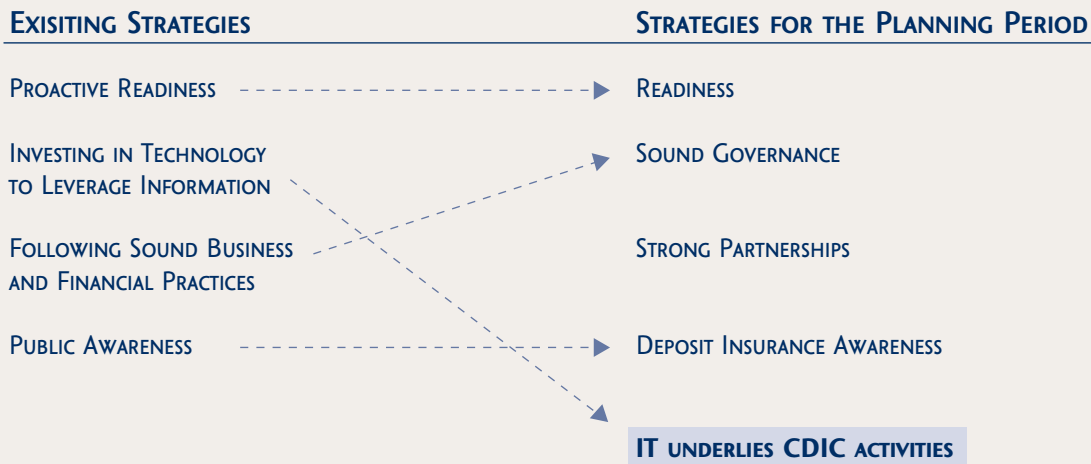 EXISITING STRATEGIES
STRATEGIES FOR THE PLANNING PERIOD
PROACTIVE READINESS
READINESS
INVESTING IN TECHNOLOGY
TO LEVERAGE INFORMATION
SOUND GOVERNANCE
FOLLOWING SOUND BUSINESS
AND FINANCIAL PRACTICES
STRONG PARTNERSHIPS
PUBLIC AWARENESS
DEPOSIT INSURANCE AWARENESS
IT UNDERLIES CDIC ACTIVITIES